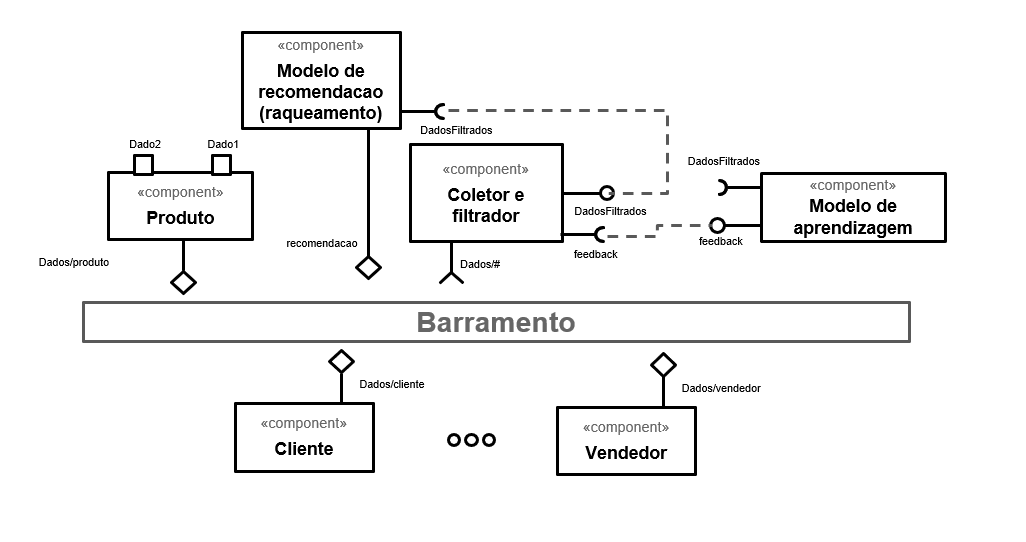 «component»
Modelo de
recomendacao
(raqueamento)
DadosFiltrados
Dado2
Dado1
«component»
Produto
«component»
Coletor e
filtrador
DadosFiltrados
feedback
DadosFiltrados
«component»
Modelo de
aprendizagem
feedback
recomendacao
Dados/produto
Dados/#
Barramento
Dados/cliente
Dados/vendedor
«component»
Cliente
«component»
Vendedor